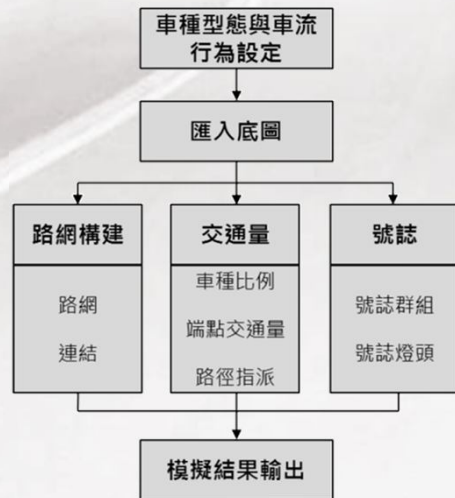 車種型態與車流
行為設定
匯入底圖
路網構建
路網
連結
交通量
車種比例
端點交通量
路徑指派
號誌
號誌群組
號誌燈頭
模擬結果輸出